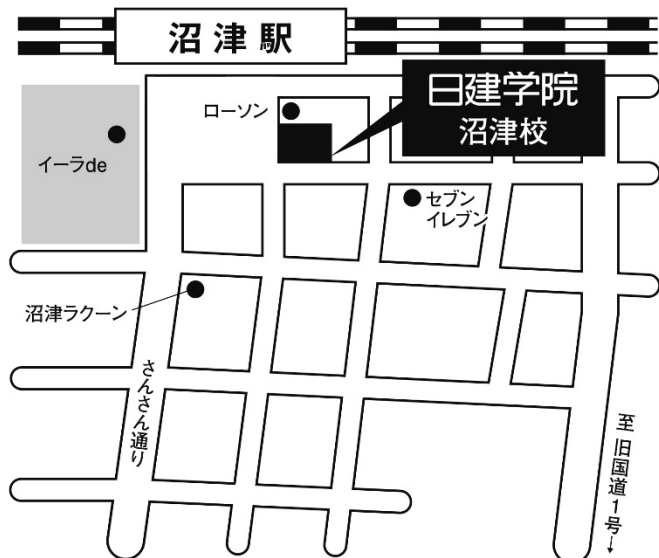 沼津駅
ローソン
日建学院
沼津校
イーラde
セブン
イレブン
沼津ラクーン
さんさん通り
至 旧国道1号→